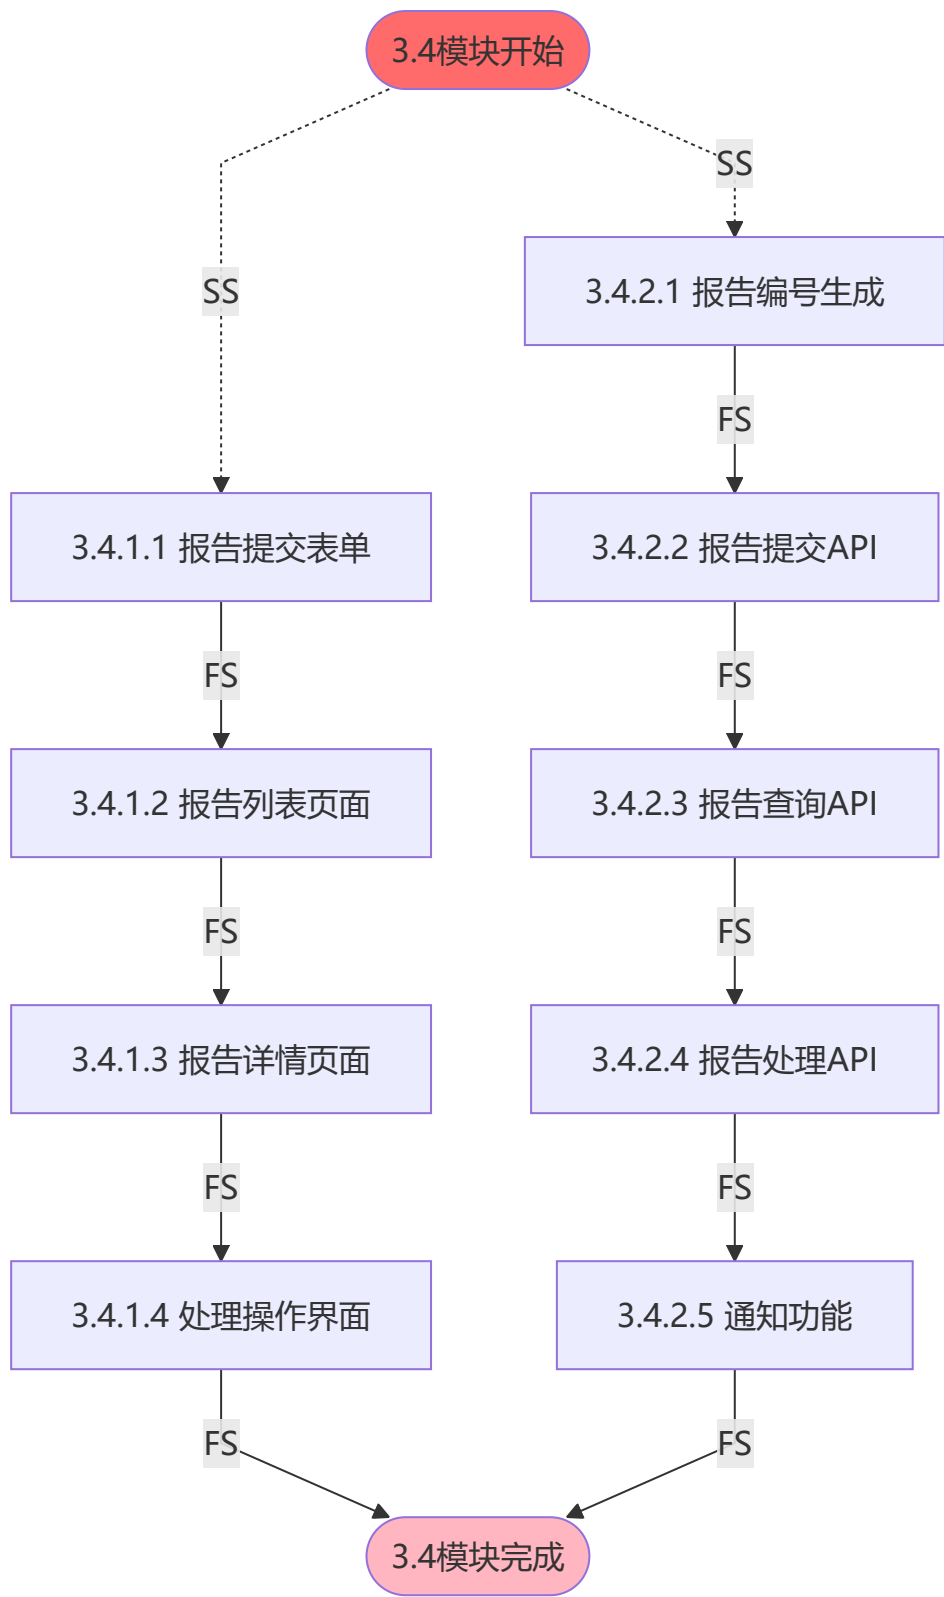 3.4模块开始
SS
SS
3.4.2.1 报告编号生成
FS
3.4.1.1 报告提交表单
3.4.2.2 报告提交API
FS
FS
3.4.1.2 报告列表页面
3.4.2.3 报告查询API
FS
FS
3.4.1.3 报告详情页面
3.4.2.4 报告处理API
FS
FS
3.4.1.4 处理操作界面
3.4.2.5 通知功能
FS
FS
3.4模块完成